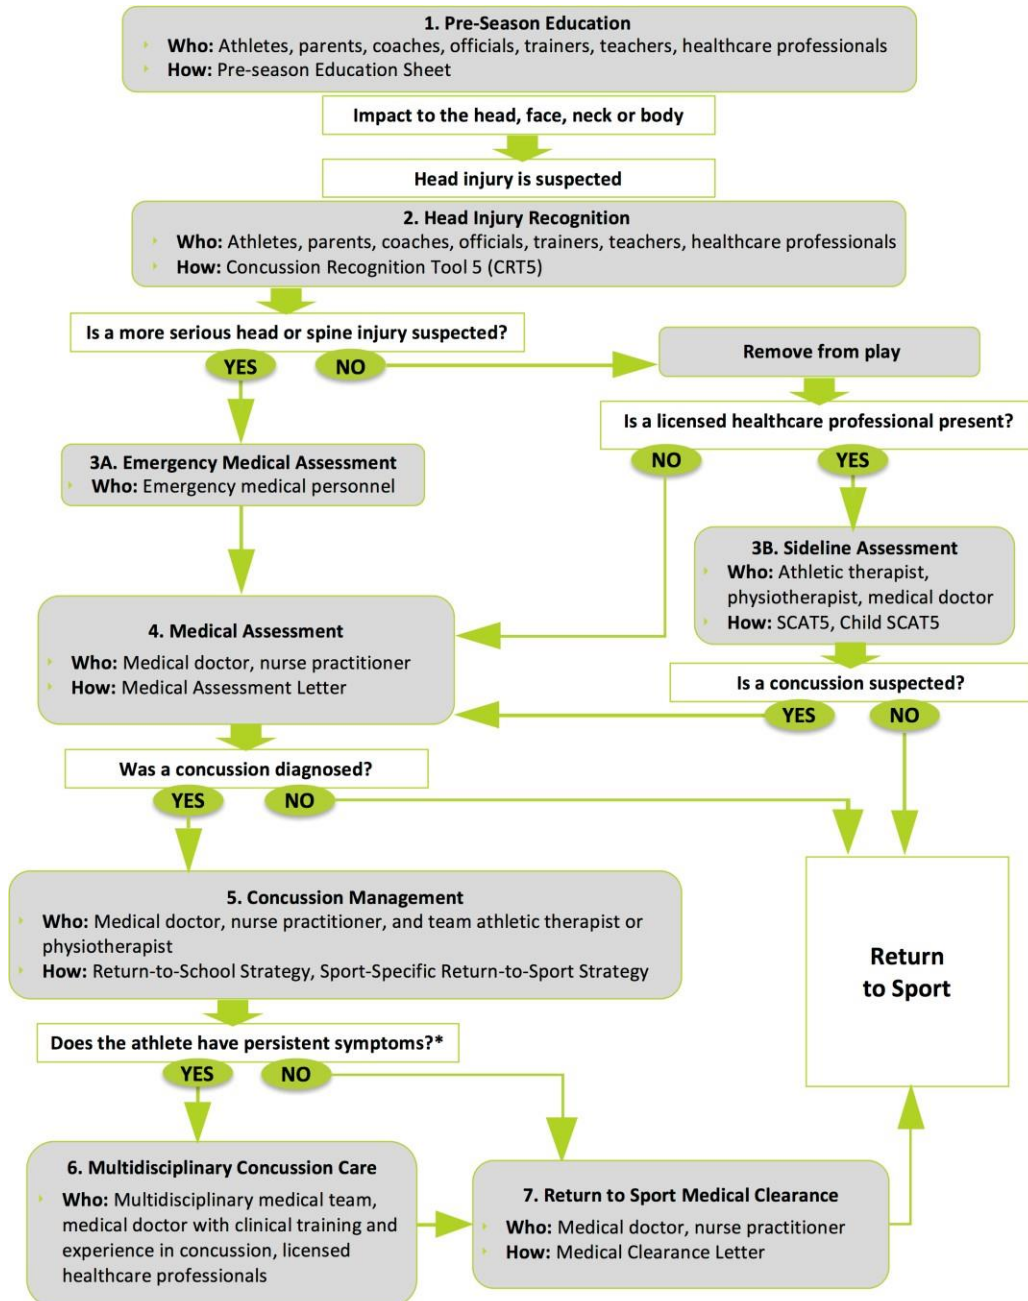 1. Pre-Season Education
Who: Athletes, parents, coaches, officials, trainers, teachers, healthcare professionals
How: Pre-season Education Sheet
Impact to the head, face, neck or body
Head injury is suspected
2. Head Injury Recognition
Who: Athletes, parents, coaches, officials, trainers, teachers, healthcare professionals
How: Concussion Recognition Tool 5 (CRT5)
Is a more serious head or spine injury suspected?
YES
NO
Remove from play
Is a licensed healthcare professional present?
NO
YES
3A. Emergency Medical Assessment
Who: Emergency medical personnel
3B. Sideline Assessment
Who: Athletic therapist,
physiotherapist, medical doctor
How: SCAT5, Child SCAT5
4. Medical Assessment
Who: Medical doctor, nurse practitioner
How: Medical Assessment Letter
Is a concussion suspected?
YES
NO
Was a concussion diagnosed?
YES
NO
5. Concussion Management
Who: Medical doctor, nurse practitioner, and team athletic therapist or
physiotherapist
How: Return-to-School Strategy, Sport-Specific Return-to-Sport Strategy
Return
to Sport
Does the athlete have persistent symptoms?*
YES
NO
6. Multidisciplinary Concussion Care
Who: Multidisciplinary medical team,
medical doctor with clinical training and
experience in concussion, licensed
healthcare professionals
7. Return to Sport Medical Clearance
Who: Medical doctor, nurse practitioner
How: Medical Clearance Letter